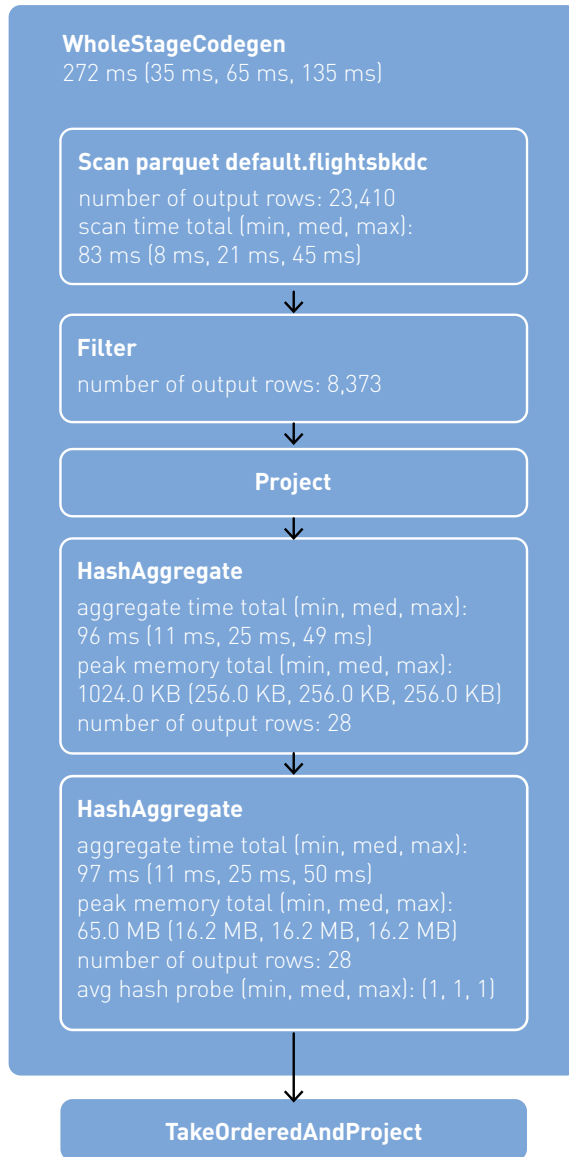 WholeStageCodegen
272 ms (35 ms, 65 ms, 135 ms)
Scan parquet default.flightsbkdc
number of output rows: 23,410
scan time total (min, med, max):
83 ms (8 ms, 21 ms, 45 ms)
Filter
number of output rows: 8,373
Project
HashAggregate
aggregate time total (min, med, max):
96 ms (11 ms, 25 ms, 49 ms)
peak memory total (min, med, max):
1024.0 KB (256.0 KB, 256.0 KB, 256.0 KB)
number of output rows: 28
HashAggregate
aggregate time total (min, med, max):
97 ms (11 ms, 25 ms, 50 ms)
peak memory total (min, med, max):
65.0 MB (16.2 MB, 16.2 MB, 16.2 MB)
number of output rows: 28
avg hash probe (min, med, max): (1, 1, 1)
TakeOrderedAndProject